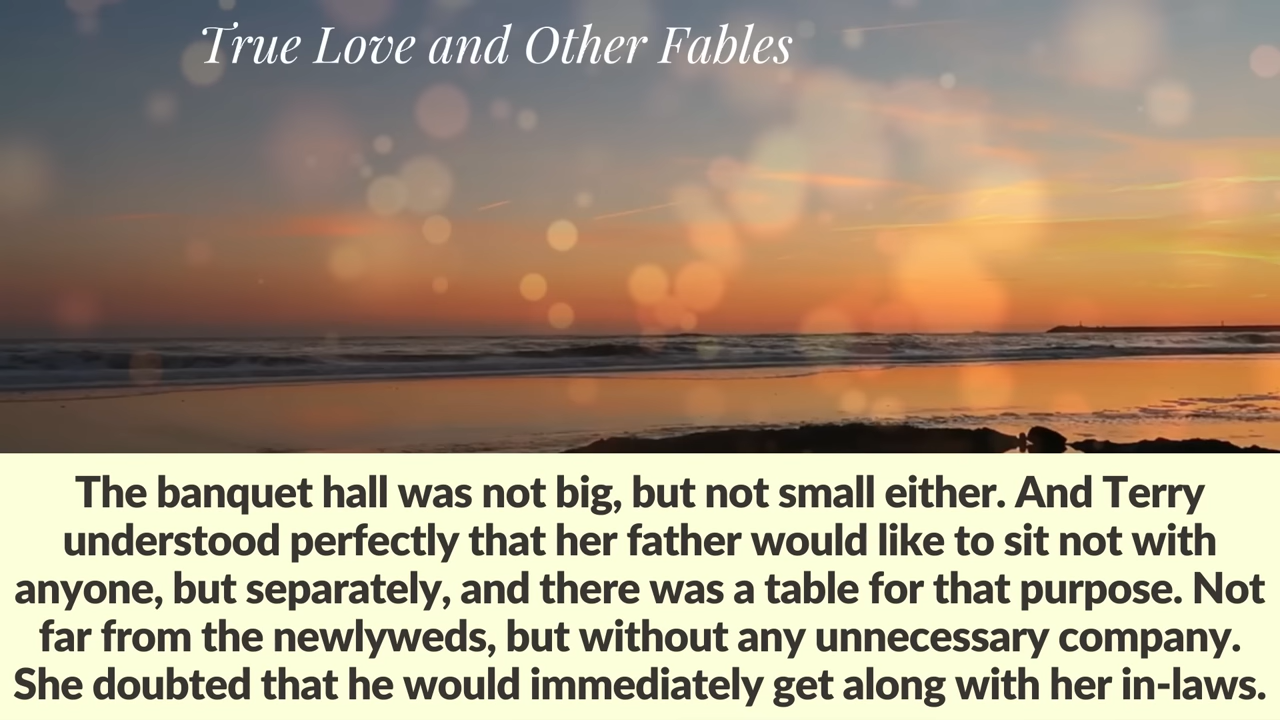 True Love and Other Fables
The banquet hall was not big, but not small either. And Terry
understood perfectly that her father would like to sit not with
anyone, but separately, and there was a table for that purpose. Not
far from the newlyweds, but without any unnecessary company.
She doubted that he would immediately get along with her in-laws.